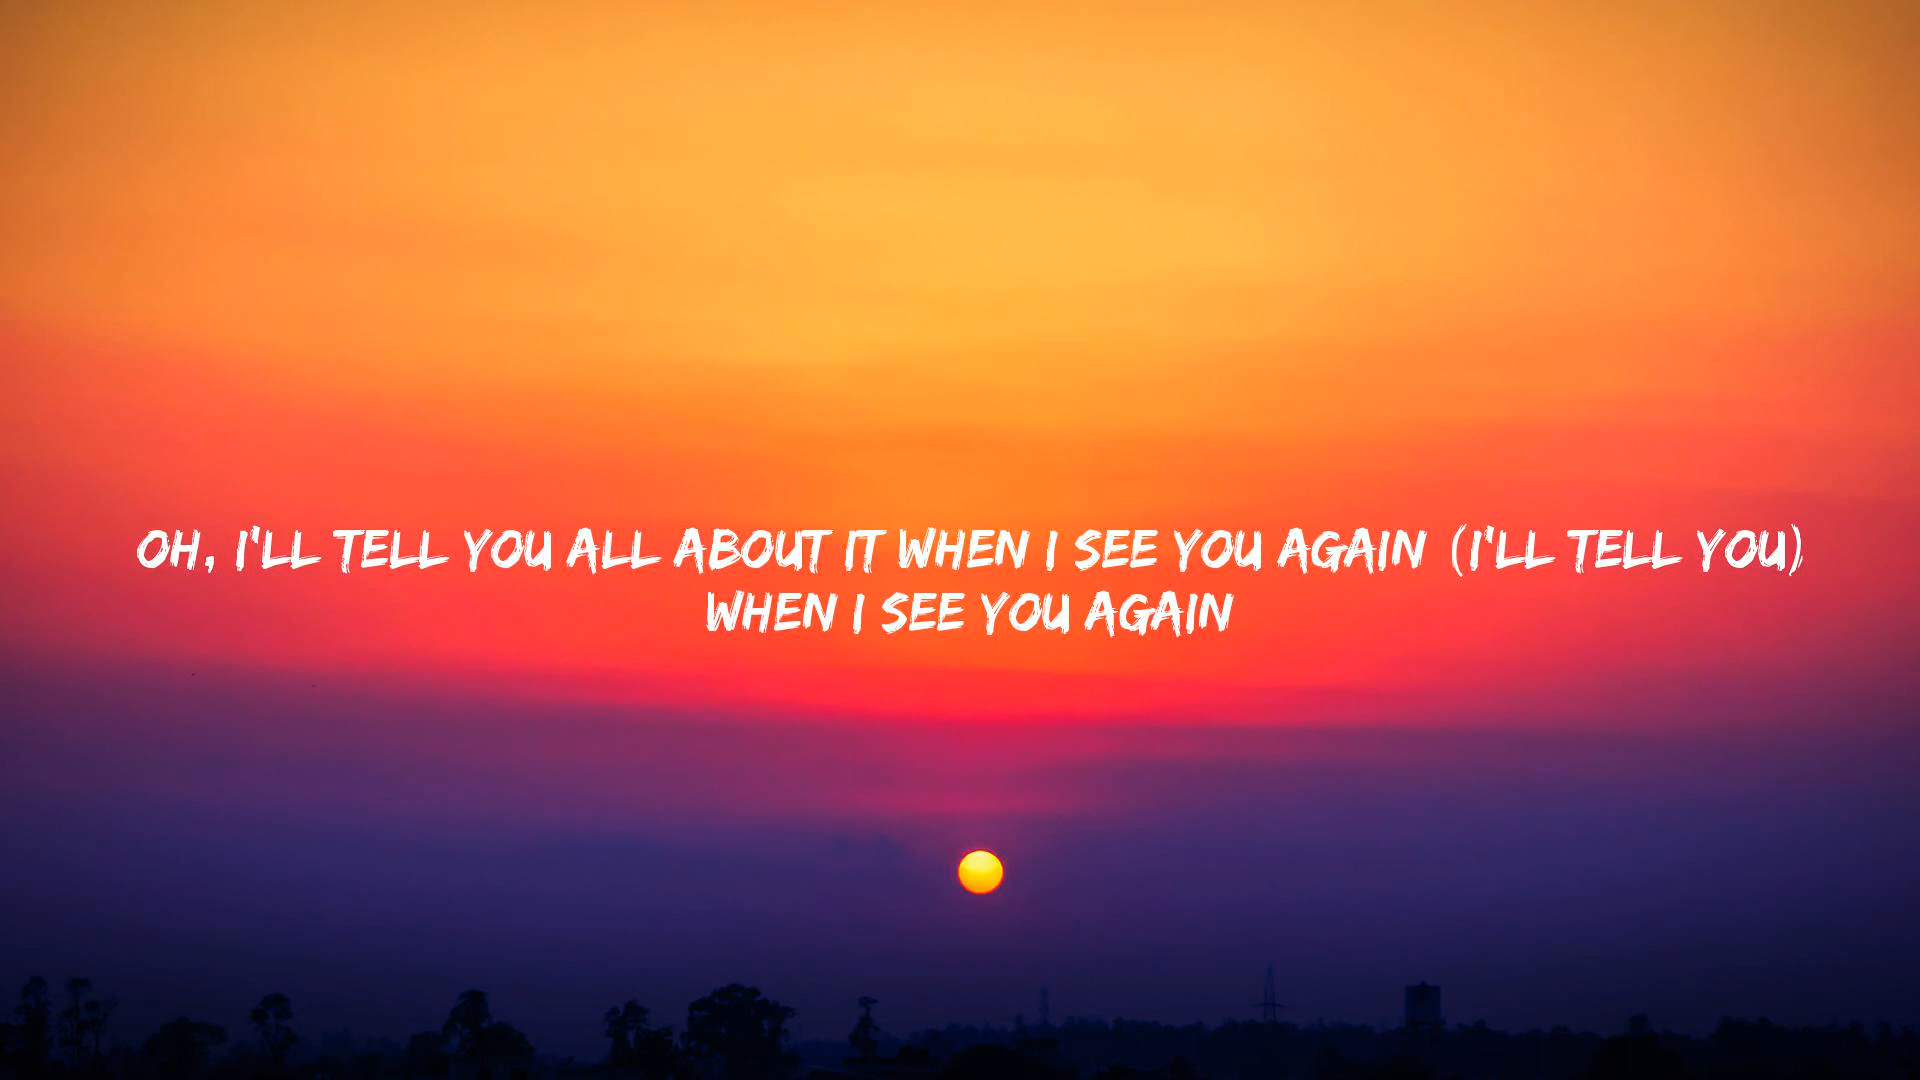 OH, I'LL TELL YOU ALL ABOUT IT WHEN I SEE YOU AGAIN (I'LL TELL YOU)
WHEN I SEE YOU AGAIN